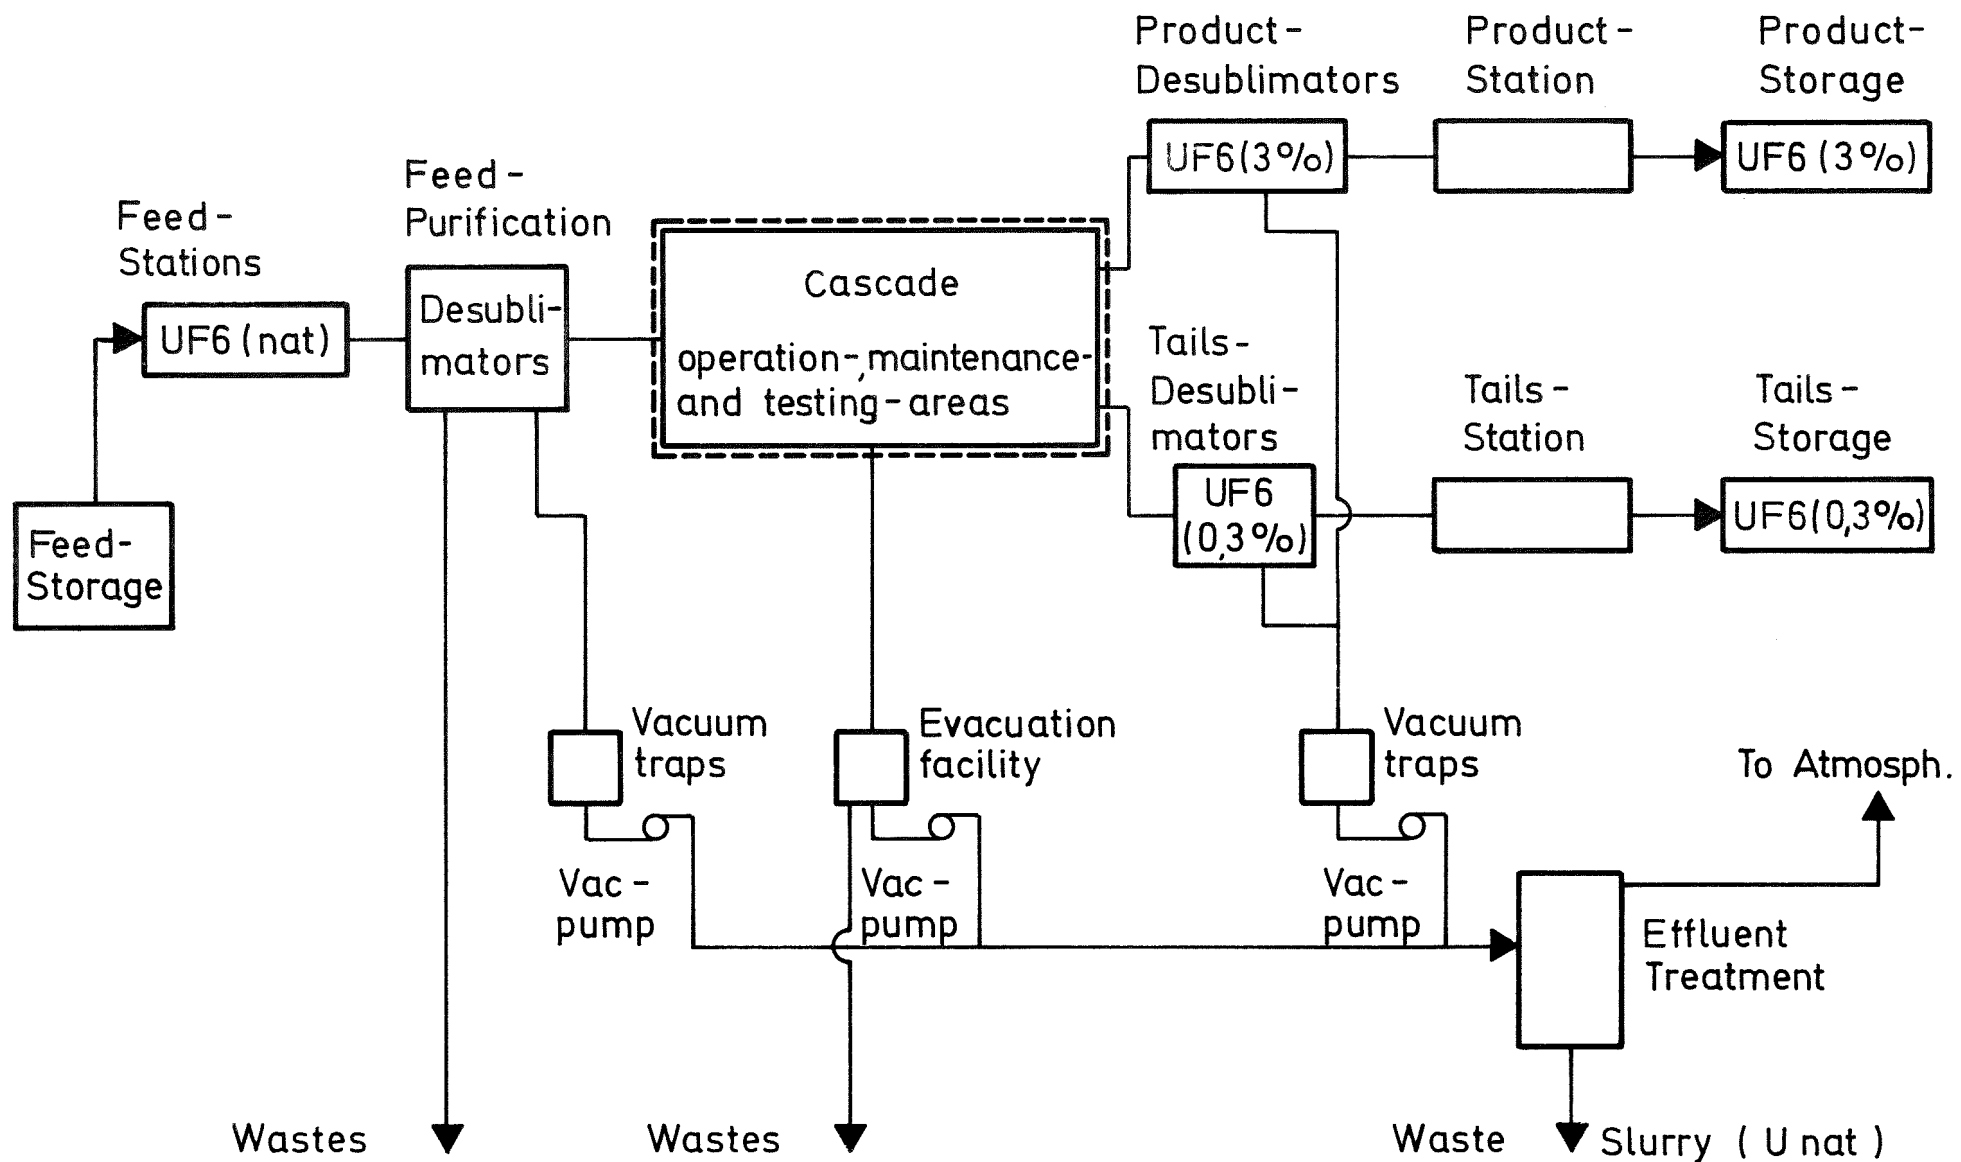 Product-
Desublimators
Product-
Station
Product-
Storage
UF6(3%)
UF6 (3%)
Feed-
Purification
Feed-
Stations
UF6 (nat)
Desubli-
mators
Cascade
operation-,maintenance-
and testing-areas
Tails-
Desubli-
mators
Tails-
Station
Tails-
Storage
UF6
(0,3%)
UF6(0,3%)
Feed-
Storage
Vacuum
traps
Evacuation
facility
Vacuum
traps
To Atmosph.
Vac-
pump
Vac-
pump
Vac-
pump
Effluent
Treatment
Wastes
Wastes
Waste
Slurry ( U nat )